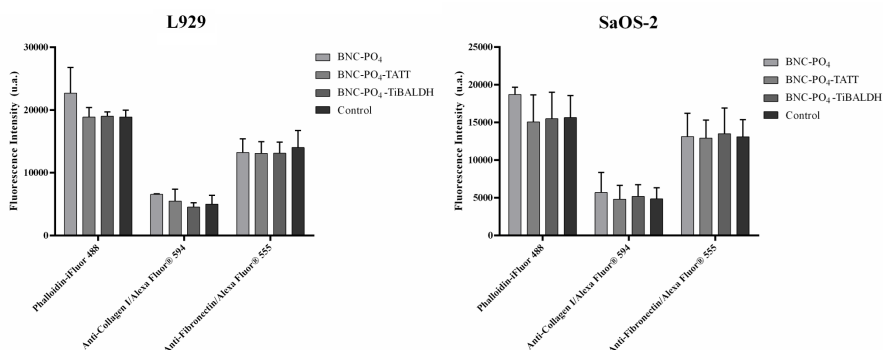 L929
Fluorescence Intensity (u.a.)
30000
20000
10000
0
Phalloidin-iFluor 488
Anti-Collagen I/Alexa Fluor® 594
Anti-Fibronectin/Alexa Fluor® 555
BNC-PO4
BNC-PO4-TATT
BNC-PO4-TiBALDH
Control
SaOS-2
Fluorescence Intensity (u.a.)
25000
20000
15000
10000
5000
0
Phalloidin-iFluor 488
Anti-Collagen I/Alexa Fluor® 594
Anti-Fibronectin/Alexa Fluor® 555
BNC-PO4
BNC-PO4-TATT
BNC-PO4-TiBALDH
Control